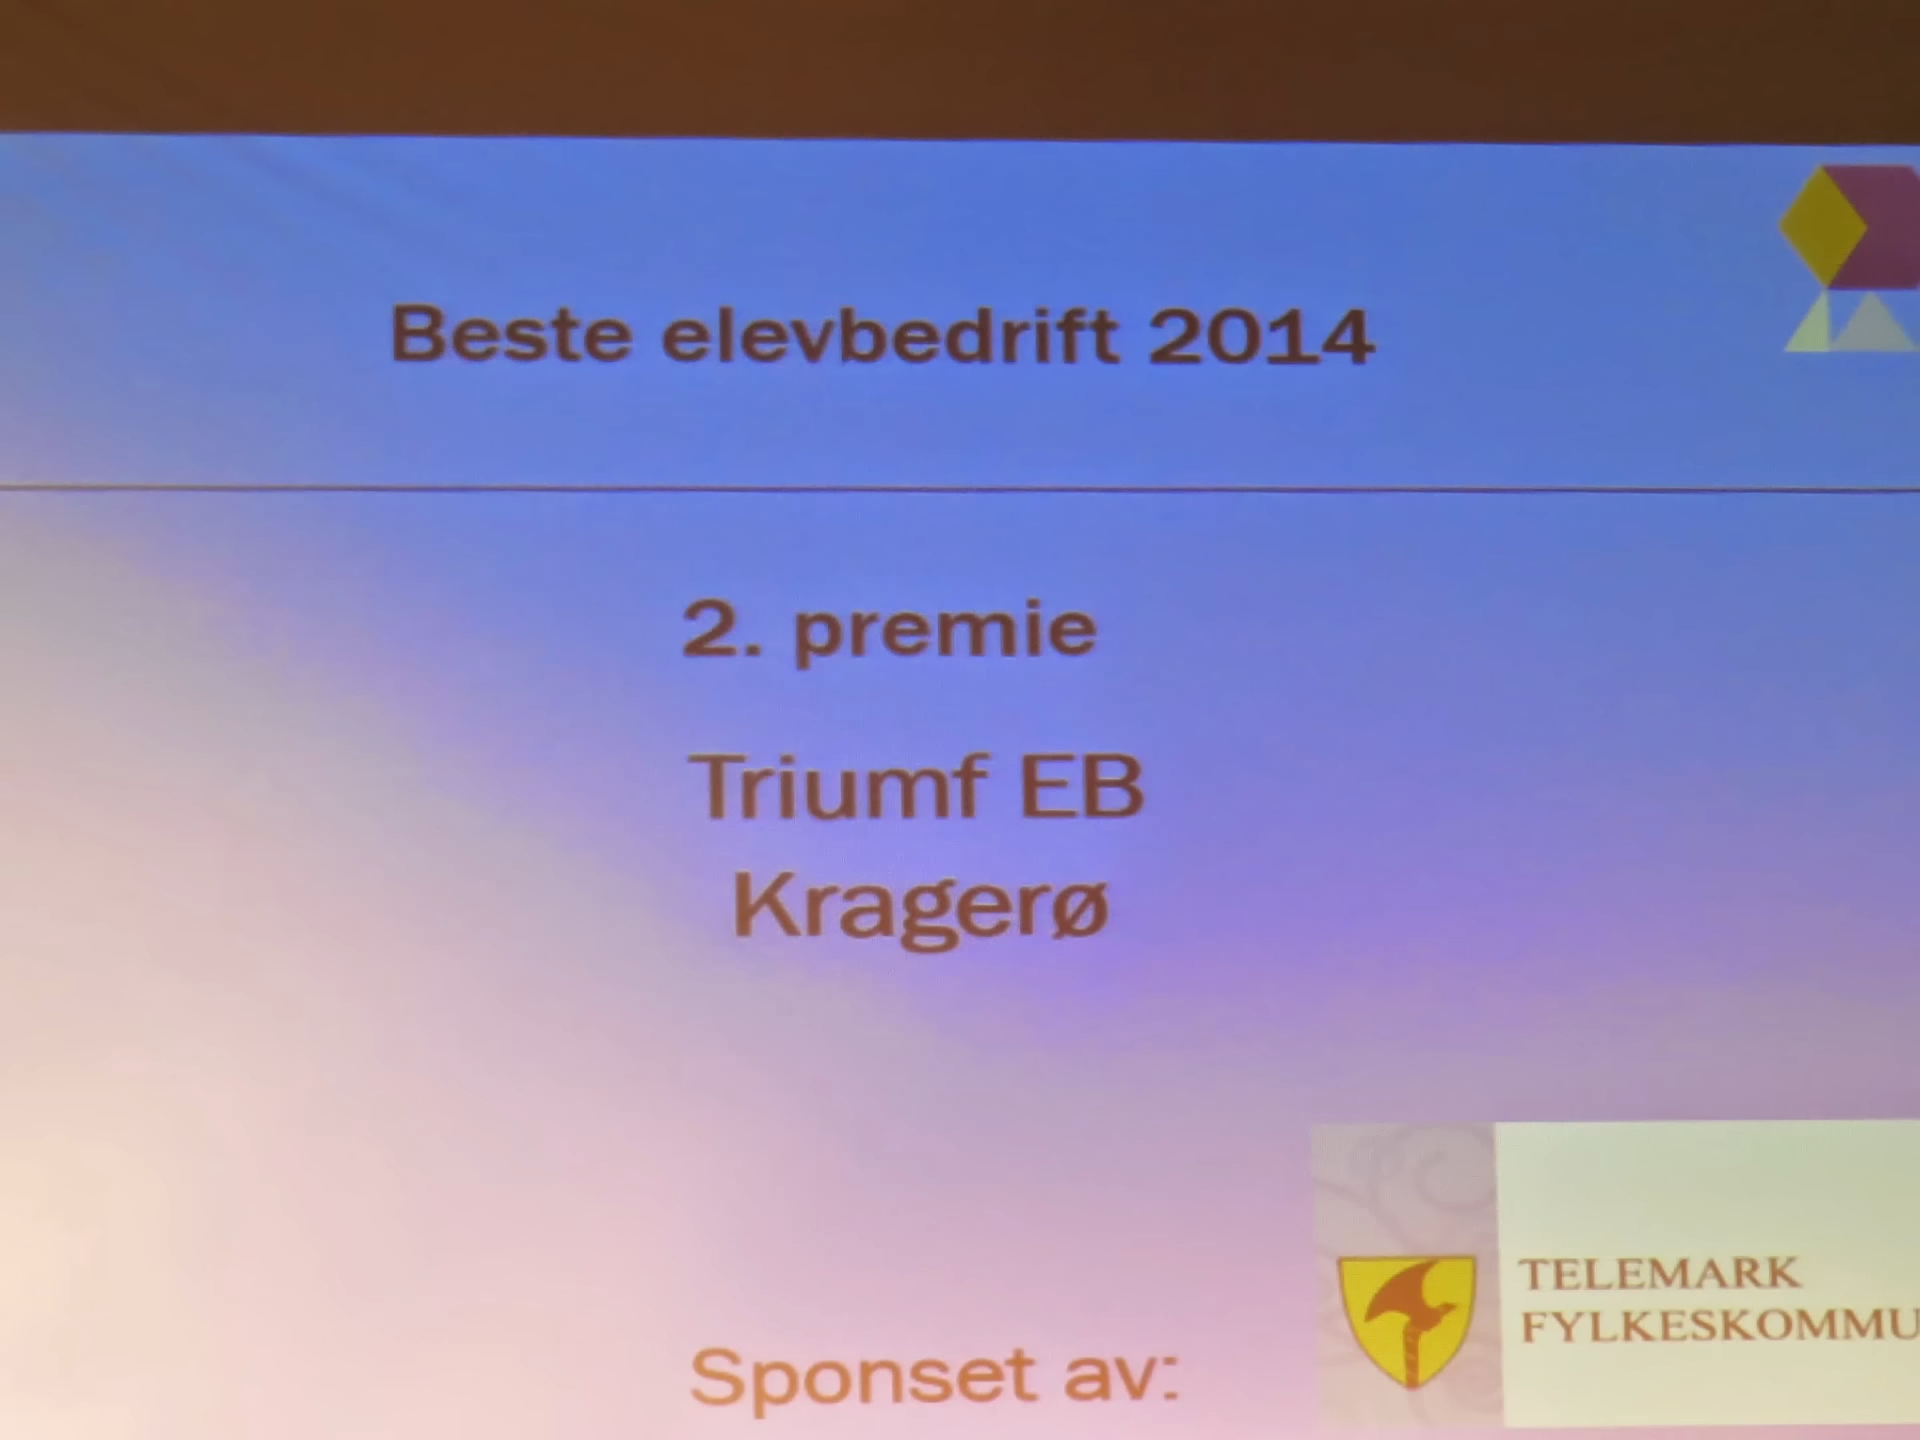 Beste elevbedrift 2014
2. premie
Triumf EB
Kragerø
Sponset av:
TELEMARK
FYLKESKOMMU